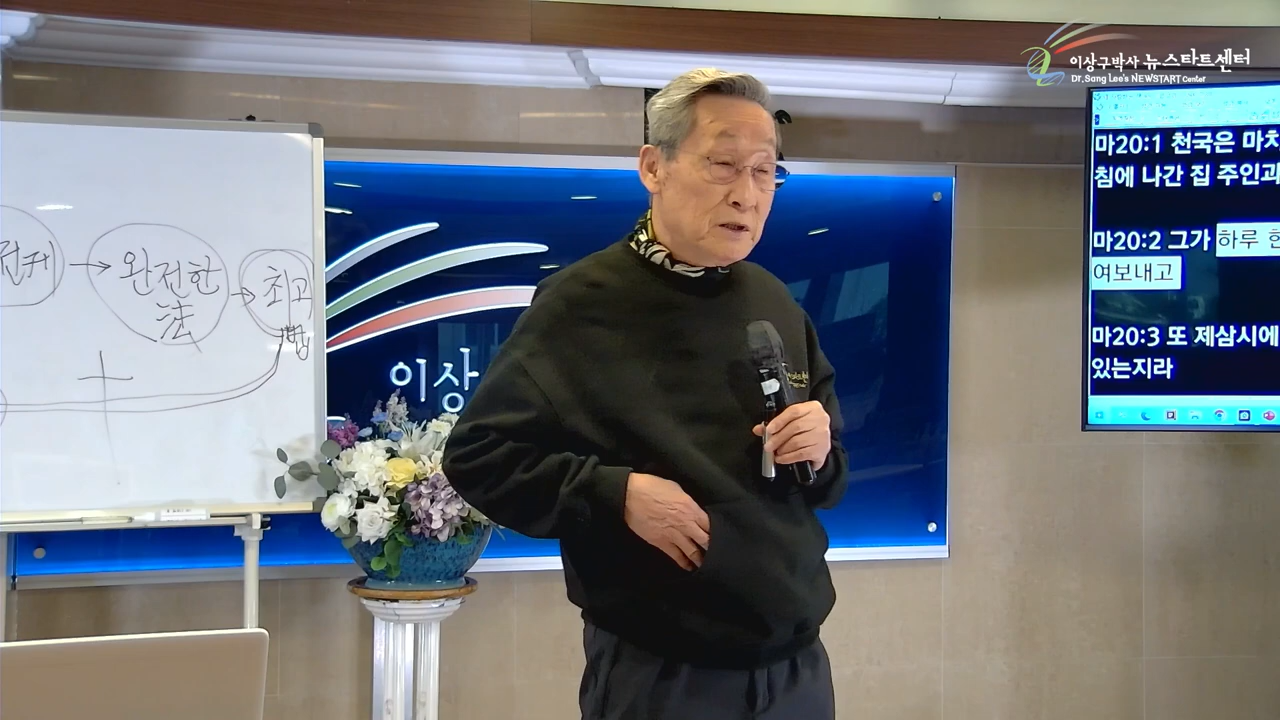 이상구박사 뉴스타트센터
Dr. Sang Lee's NEWSTART Center
마20:1 천국은 마치
침에 나간 집 주인과
마20:2 그가 하루 한
여보내고
마20:3 또 제삼시에
있는지라
완전한
法
최고
이상